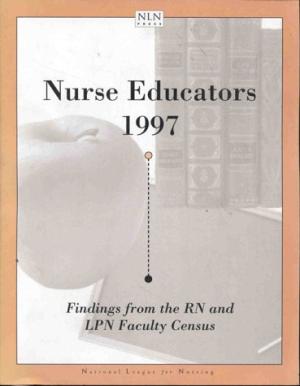 NLN
PRESS
Nurse Educators
1997
Findings from the RN and
LPN Faculty Census
National League for Nursing